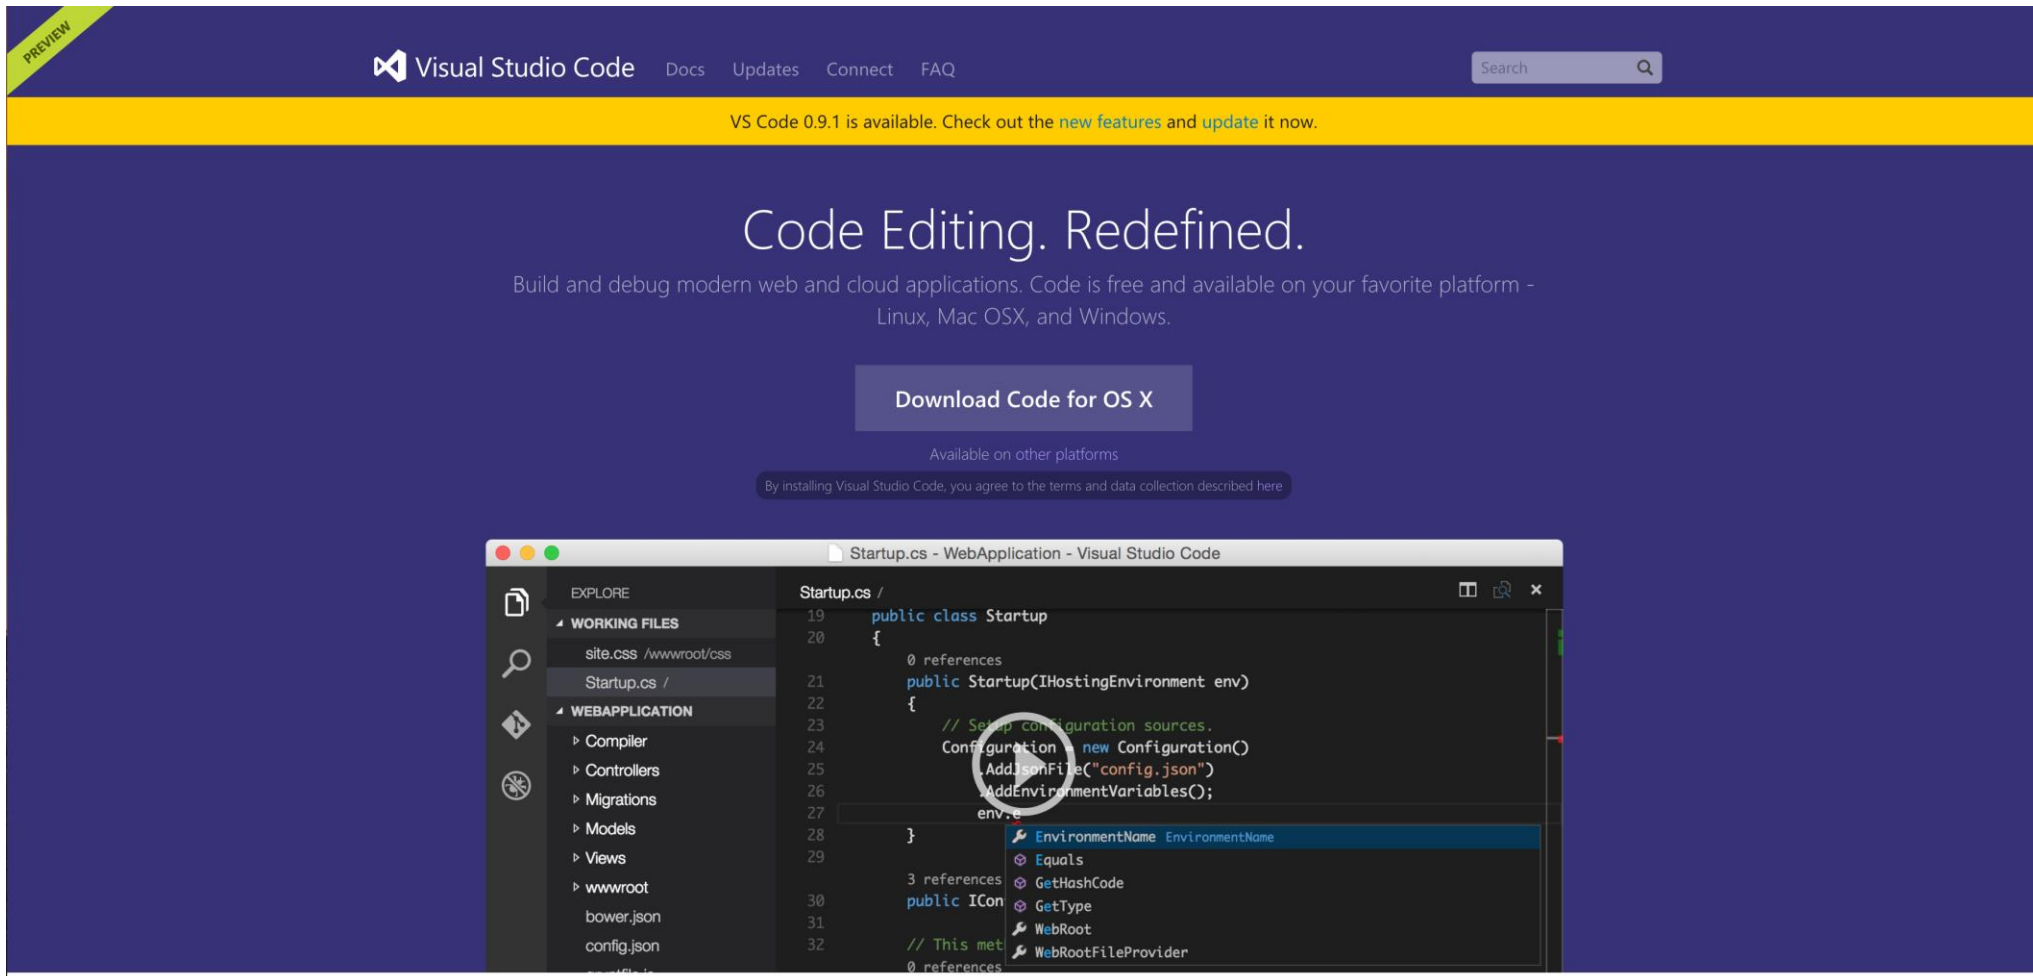 PREVIEW
Visual Studio Code Docs Updates Connect FAQ Search
VS Code 0.9.1 is available. Check out the new features and update it now.
Code Editing. Redefined.
Build and debug modern web and cloud applications. Code is free and available on your favorite platform -
Linux, Mac OSX, and Windows.
Download Code for OS X
Available on other platforms
By installing Visual Studio Code, you agree to the terms and data collection described here
Startup.cs - WebApplication - Visual Studio Code
EXPLORE
WORKING FILES
site.css /wwwroot/css
Startup.cs /
WEBAPPLICATION
Compiler
Controllers
Migrations
Models
Views
wwwroot
bower.json
config.json
Startup.cs /
19 public class Startup
20 {
0 references
21 public Startup(IHostingEnvironment env)
22 {
23 // Setup configuration sources.
24 Configuration = new Configuration()
25 .AddJsonFile("config.json")
26 .AddEnvironmentVariables();
27 env.e
28 }
29
3 references
30 public ICon
31
32 // This met
0 references
EnvironmentName EnvironmentName
Equals
GetHashCode
GetType
WebRoot
WebRootFileProvider